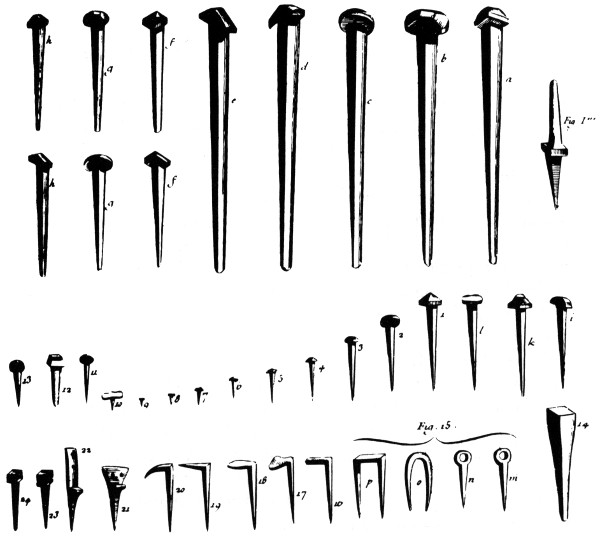 h g f e d c b a
Fig. 1'''
h g f
13 12 11 10 9 8 7 6 5 4 3 2 1 l k i
Fig. 15.
24 23 22 21 20 19 18 17 16 p o n m 14